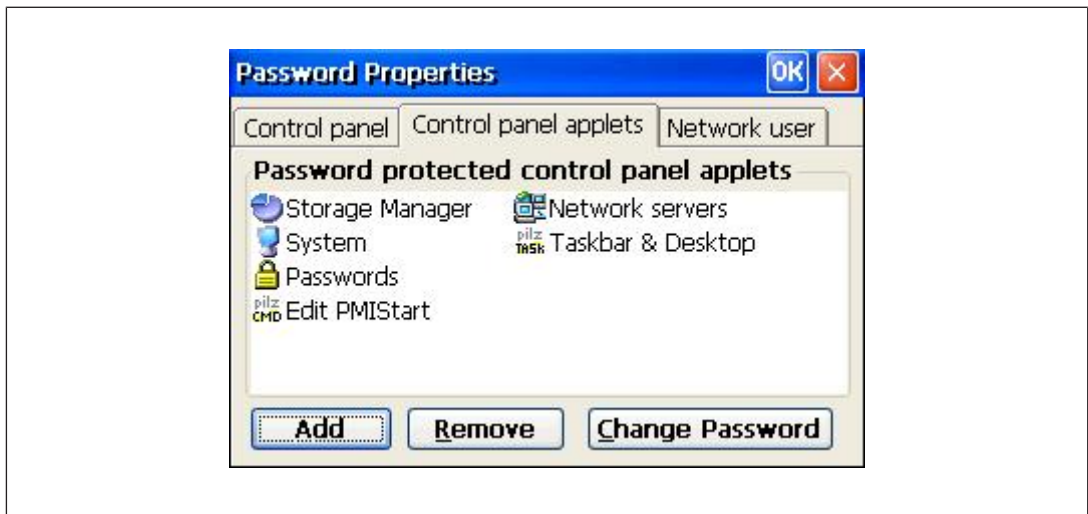 Password Properties OK
Control panel Control panel applets Network user
Password protected control panel applets
Storage Manager
System
Passwords
pilz CMD Edit PMIStart
Network servers
pilz TASK Taskbar & Desktop
Add Remove Change Password